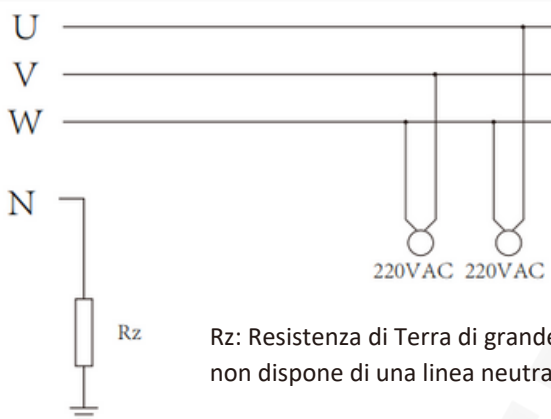 U
V
W
N
220VAC 220VAC
Rz
Rz: Resistenza di Terra di grande
non dispone di una linea neutra